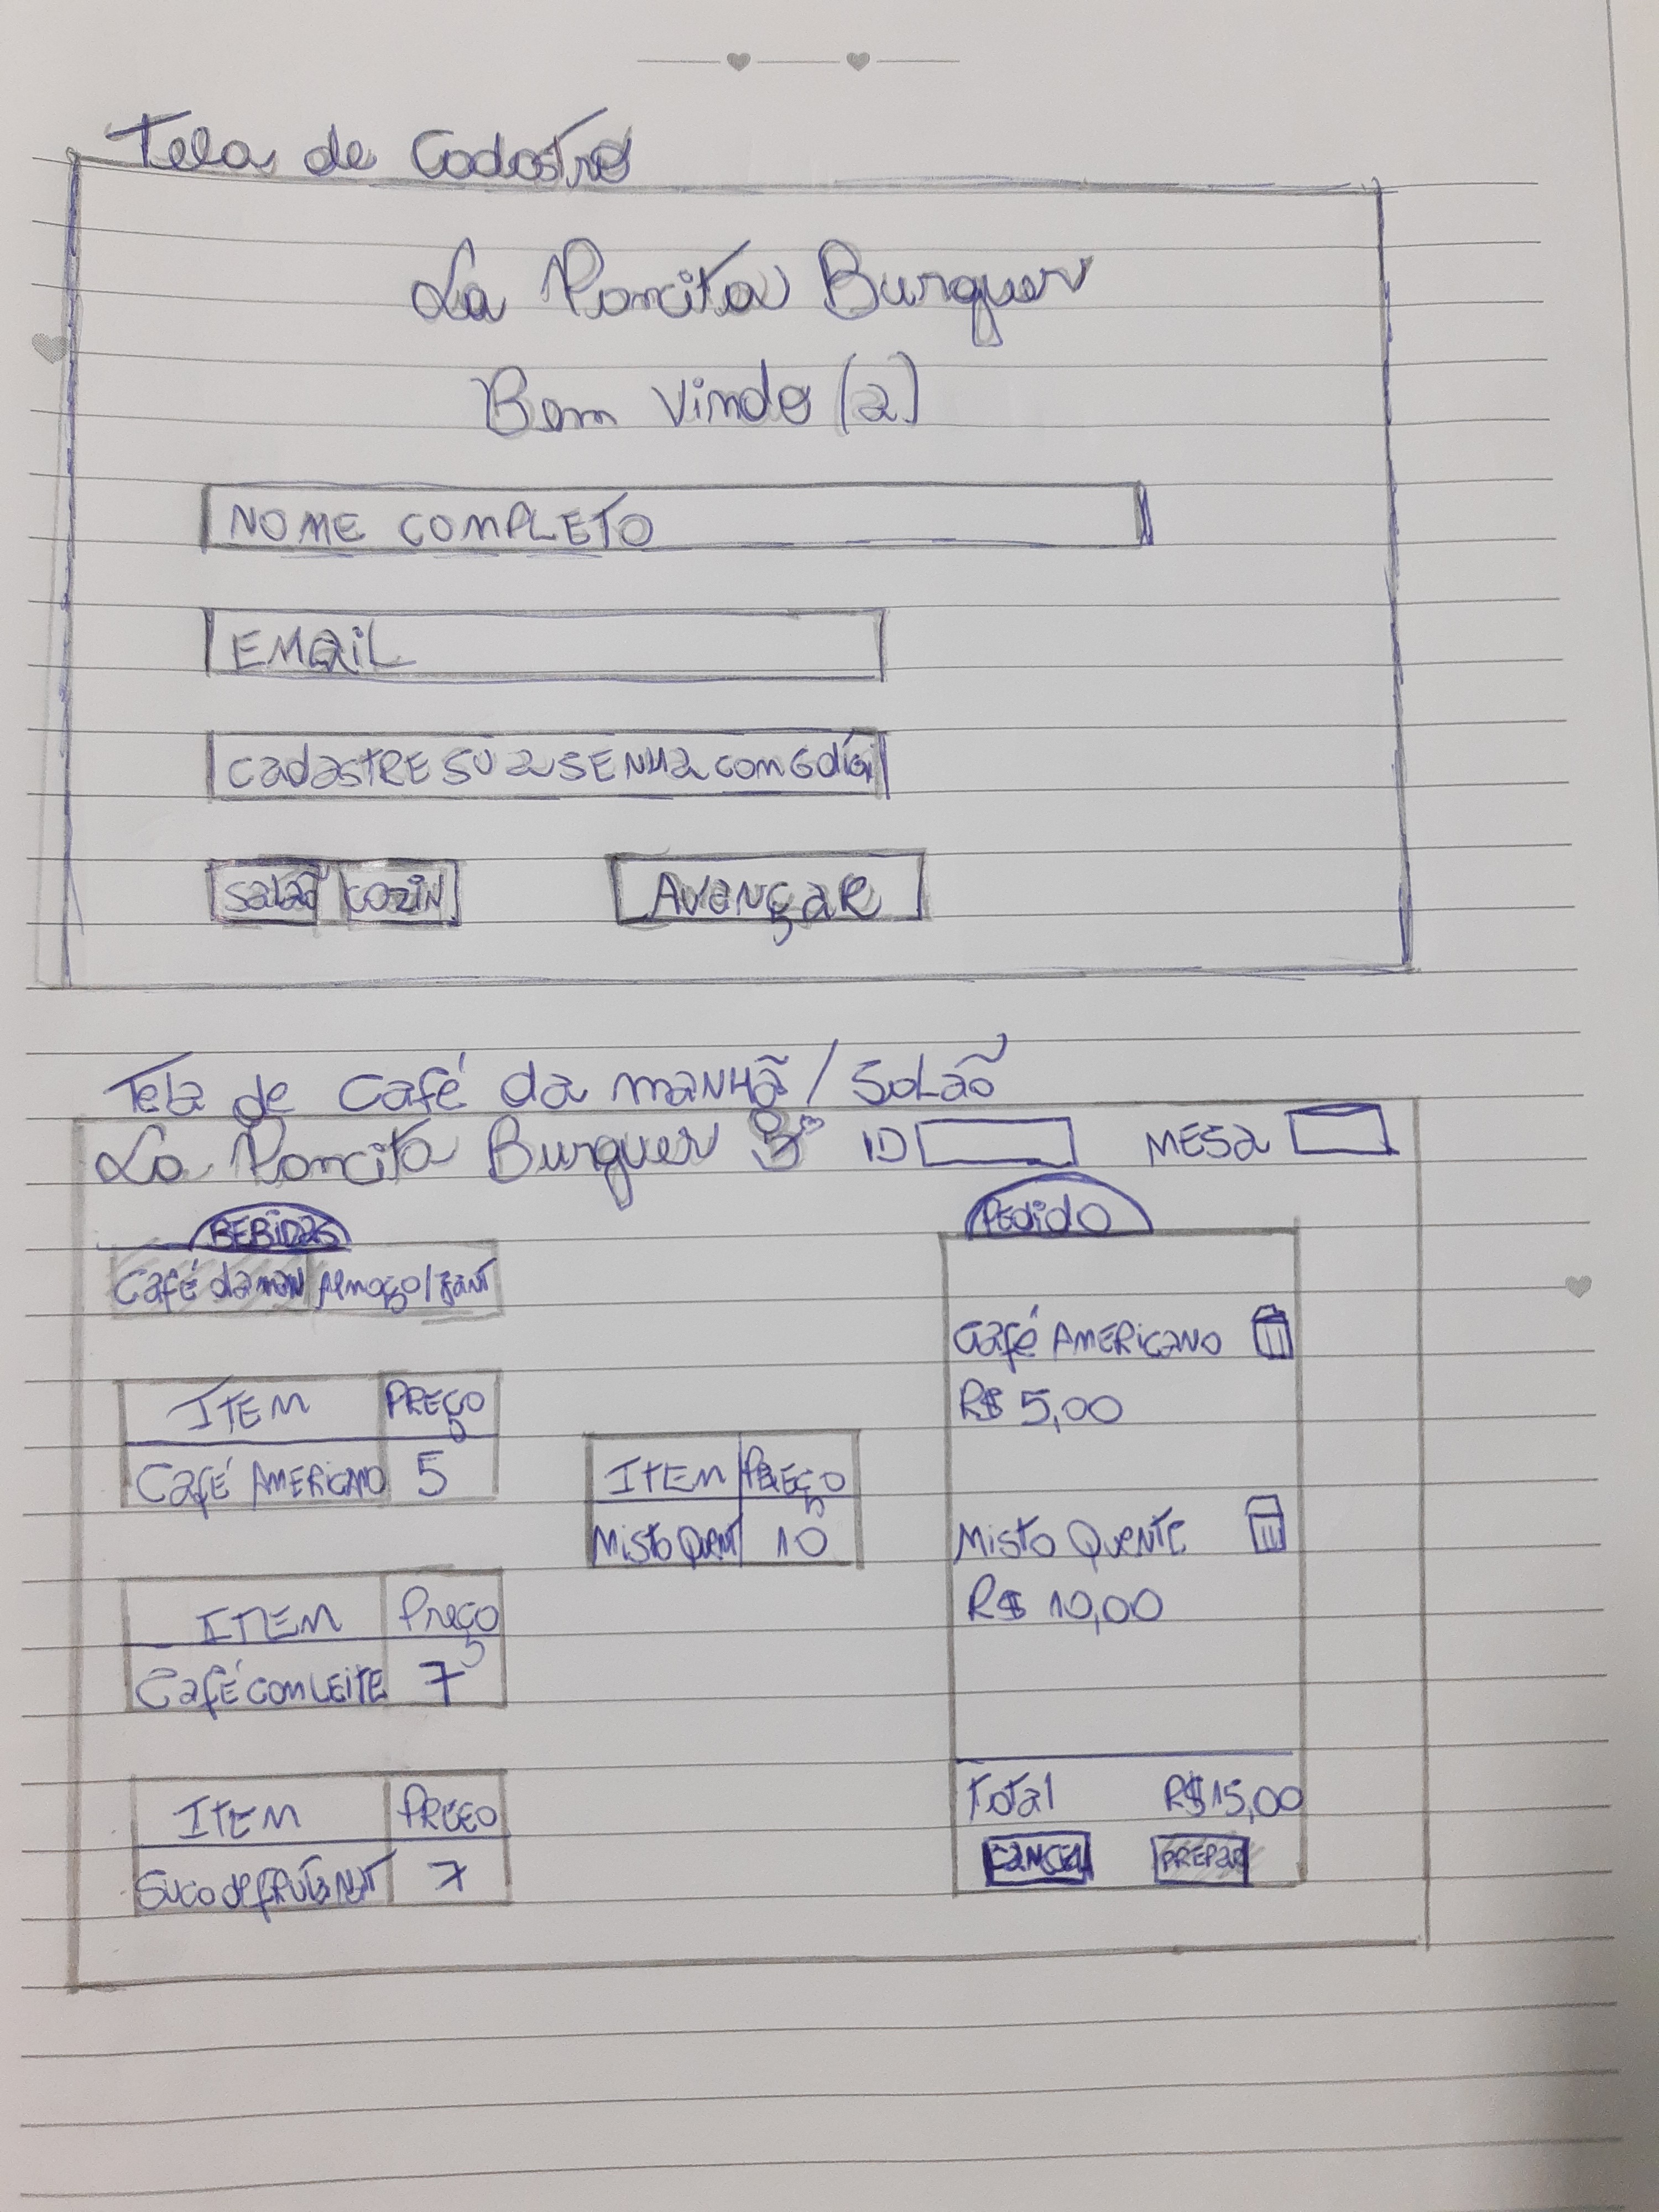 Tela de Cadastro
La Poncita Burguer
Bem Vindo (a)
NOME COMPLETO
EMAIL
CADASTRE SUA SENHA COM 6 dígi
Salão COZIN
AVANÇAR
Tela de Café da manhã / Salão
La Poncita Burguer ID MESA
BEBIDAS
Café da man Almoço/Jant
ITEM PREÇO
Café AMERICANO 5
ITEM PREÇO
Misto Quent 10
ITEM Preço
Café COM LEITE 7
ITEM PREÇO
Suco de fruta Nat 7
Pedido
Café AMERICANO
R$ 5,00
Misto Quente
R$ 10,00
Total R$ 15,00
CANCEL PREPAR